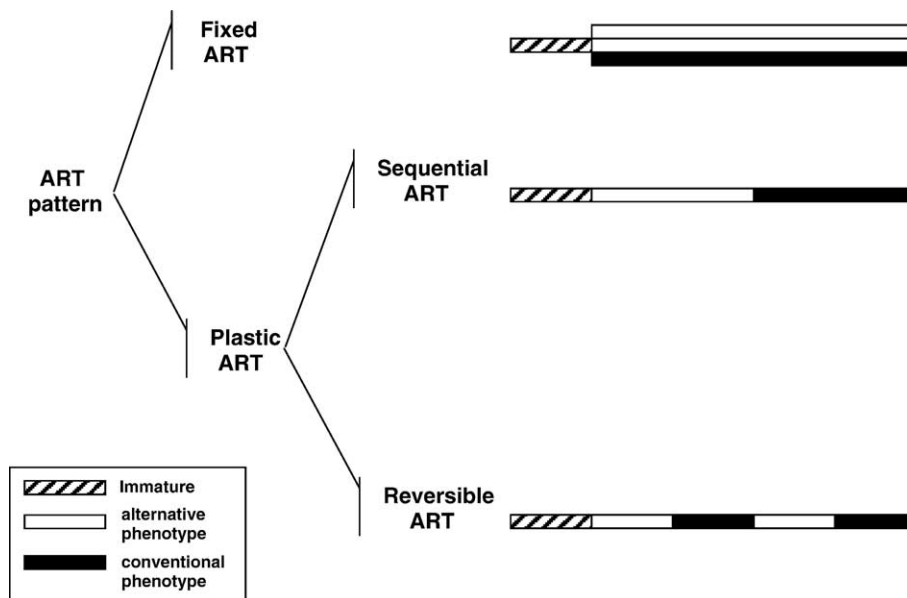 Fixed
ART
Sequential
ART
ART
pattern
Plastic
ART
Reversible
ART
Immature
alternative
phenotype
conventional
phenotype